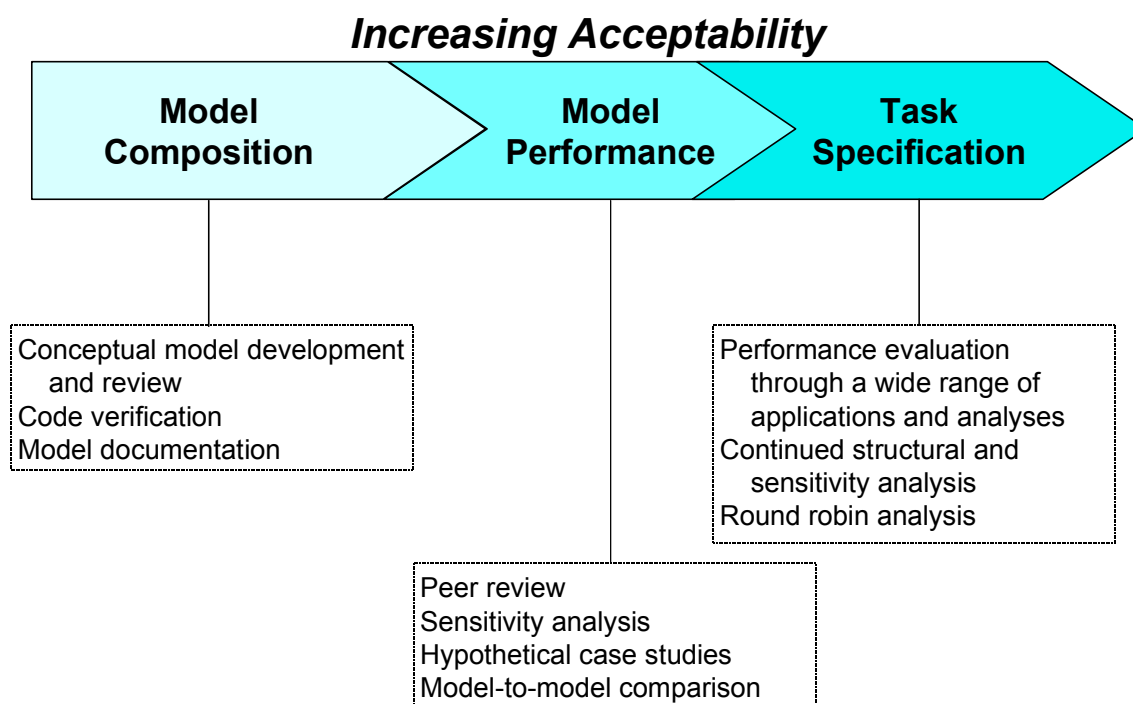 Increasing Acceptability
Model
Composition
Model
Performance
Task
Specification
Conceptual model development
and review
Code verification
Model documentation
Performance evaluation
through a wide range of
applications and analyses
Continued structural and
sensitivity analysis
Round robin analysis
Peer review
Sensitivity analysis
Hypothetical case studies
Model-to-model comparison